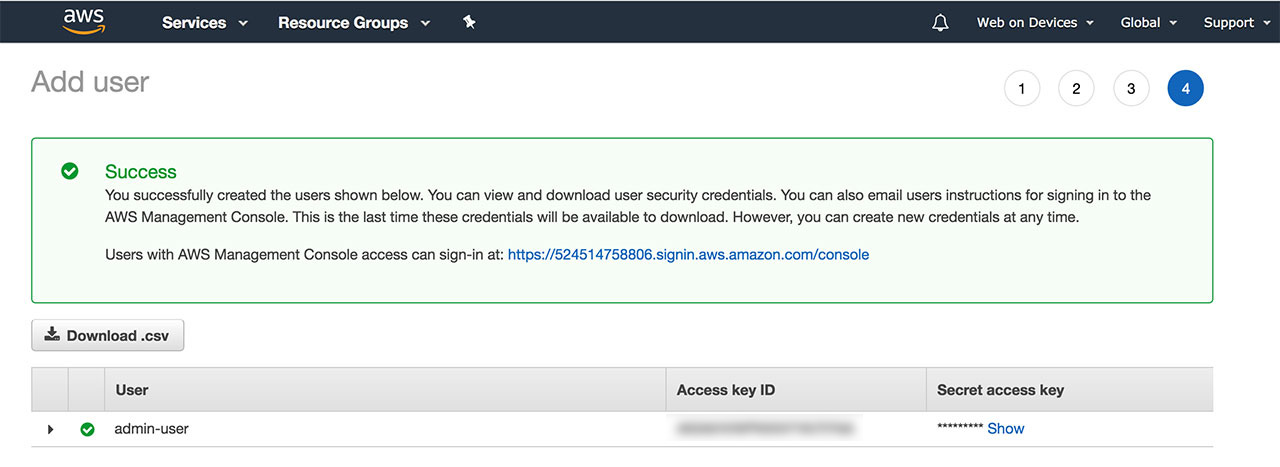 aws Services Resource Groups Web on Devices Global Support
Add user 1 2 3 4
Success
You successfully created the users shown below. You can view and download user security credentials. You can also email users instructions for signing in to the
AWS Management Console. This is the last time these credentials will be available to download. However, you can create new credentials at any time.
Users with AWS Management Console access can sign-in at: https://524514758806.signin.aws.amazon.com/console
Download .csv
User Access key ID Secret access key
admin-user ********* Show